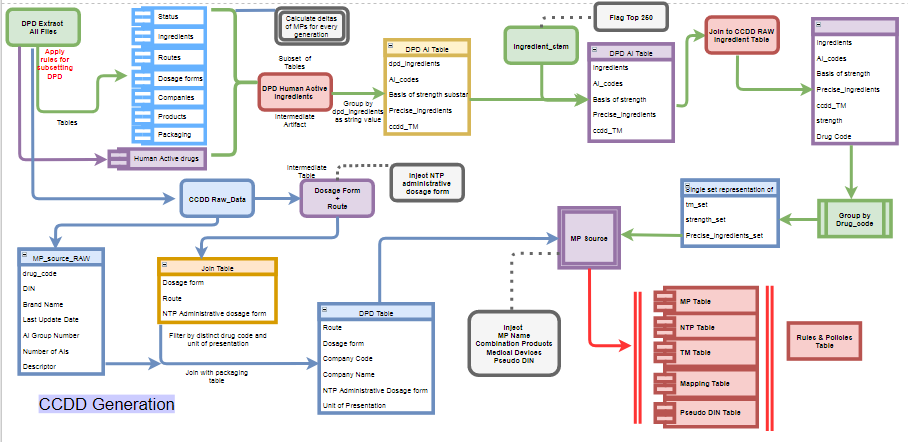 DPD Extract
All Files
Apply
rules for
subsetting
DPD
Tables
Status
Ingredients
Routes
Dosage forms
Companies
Products
Packaging
Human Active drugs
Calculate deltas
of MPs for every
generation
Subset of
Tables
DPD Human Active
Ingredients
Intermediate
Artifact
Group by
dpd_ingredients
as string value
DPD AI Table
dpd_ingredients
AI_codes
Basis of strength substan
Precise_ingredients
ccdd_TM
ingredient_stem
Flag Top 250
DPD AI Table
Ingredients
AI_codes
Basis of strength
Precise_ingredients
ccdd_TM
Join to CCDD RAW
Ingredient Table
Ingredients
AI_codes
Basis of strength
Precise_ingredients
ccdd_TM
strength
Drug Code
Group by
Drug_code
Single set representation of
tm_set
strength_set
Precise_ingredients_set
MP Source
CCDD Raw_Data
Intermediate
Table
Dosage Form
+
Route
Inject NTP
administrative
dosage form
MP_source_RAW
drug_code
DIN
Brand Name
Last Update Date
AI Group Number
Number of AIs
Descriptor
Join Table
Dosage form
Route
NTP Administrative dosage form
Filter by distinct drug code and
unit of presentation
Join with packaging
table
DPD Table
Route
Dosage form
Company Code
Company Name
NTP Administrative Dosage form
Unit of Presentation
Inject
MP Name
Combination Products
Medical Devices
Pseudo DIN
MP Table
NTP Table
TM Table
Mapping Table
Pseudo DIN Table
Rules & Policies
Table
CCDD Generation